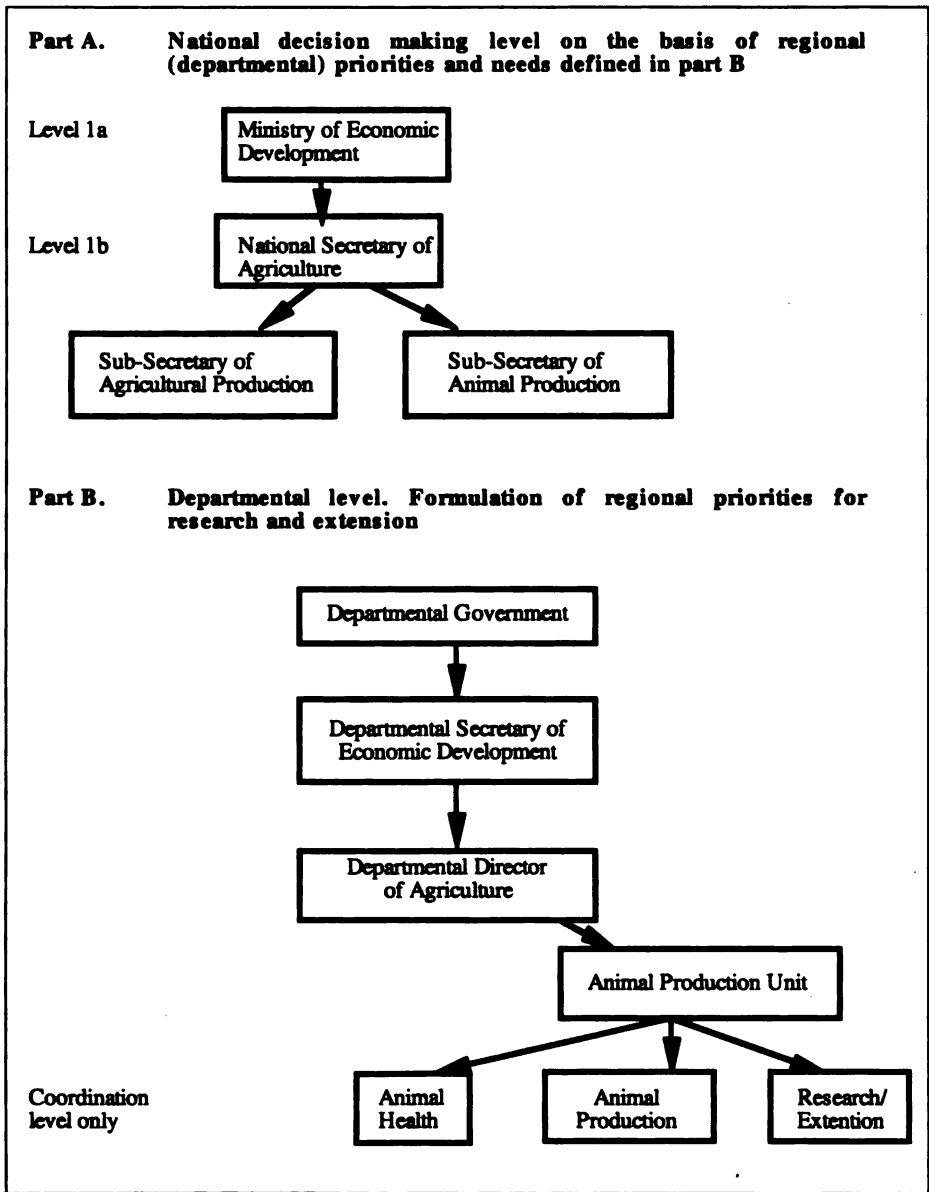 Part A. National decision making level on the basis of regional
(departmental) priorities and needs defined in part B
Level 1a
Ministry of Economic
Development
Level 1b
National Secretary of
Agriculture
Sub-Secretary of
Agricultural Production
Sub-Secretary of
Animal Production
Part B. Departmental level. Formulation of regional priorities for
research and extension
Departmental Government
Departmental Secretary of
Economic Development
Departmental Director
of Agriculture
Animal Production Unit
Coordination
level only
Animal
Health
Animal
Production
Research/
Extention